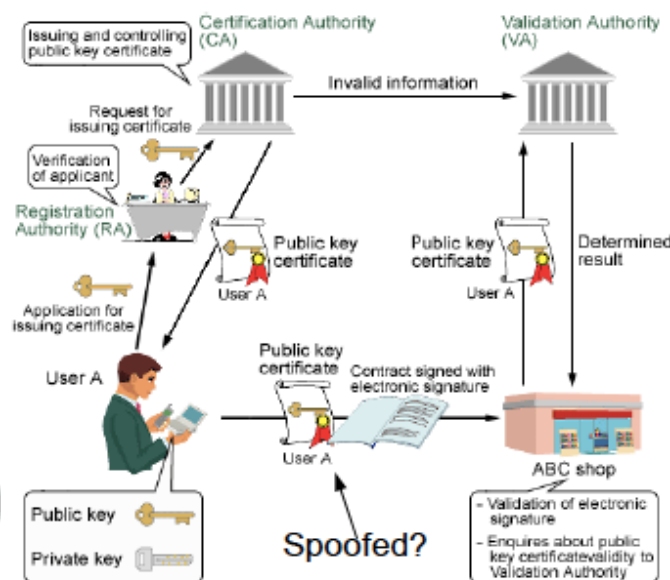 Certification Authority
(CA)
Validation Authority
(VA)
Issuing and controlling
public key certificate
Invalid information
Request for
issuing certificate
Verification
of applicant
Registration
Authority (RA)
Public key
certificate
User A
Public key
certificate
User A
Determined
result
Application for
issuing certificate
User A
Public key
certificate
User A
Contract signed with
electronic signature
ABC shop
Public key
Private key
Spoofed?
- Validation of electronic
signature
- Enquires about public
key certificatevalidity to
Validation Authority